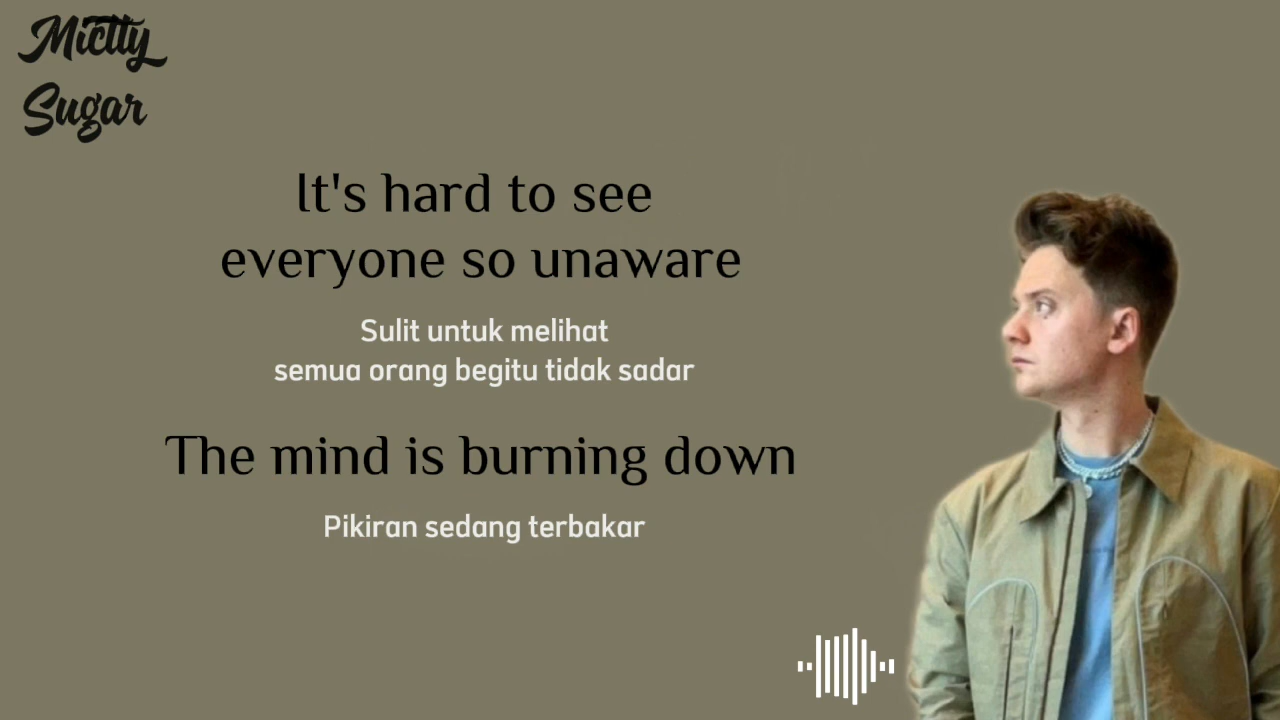 Mictty
Sugar
It's hard to see
everyone so unaware
Sulit untuk melihat
semua orang begitu tidak sadar
The mind is burning down
Pikiran sedang terbakar